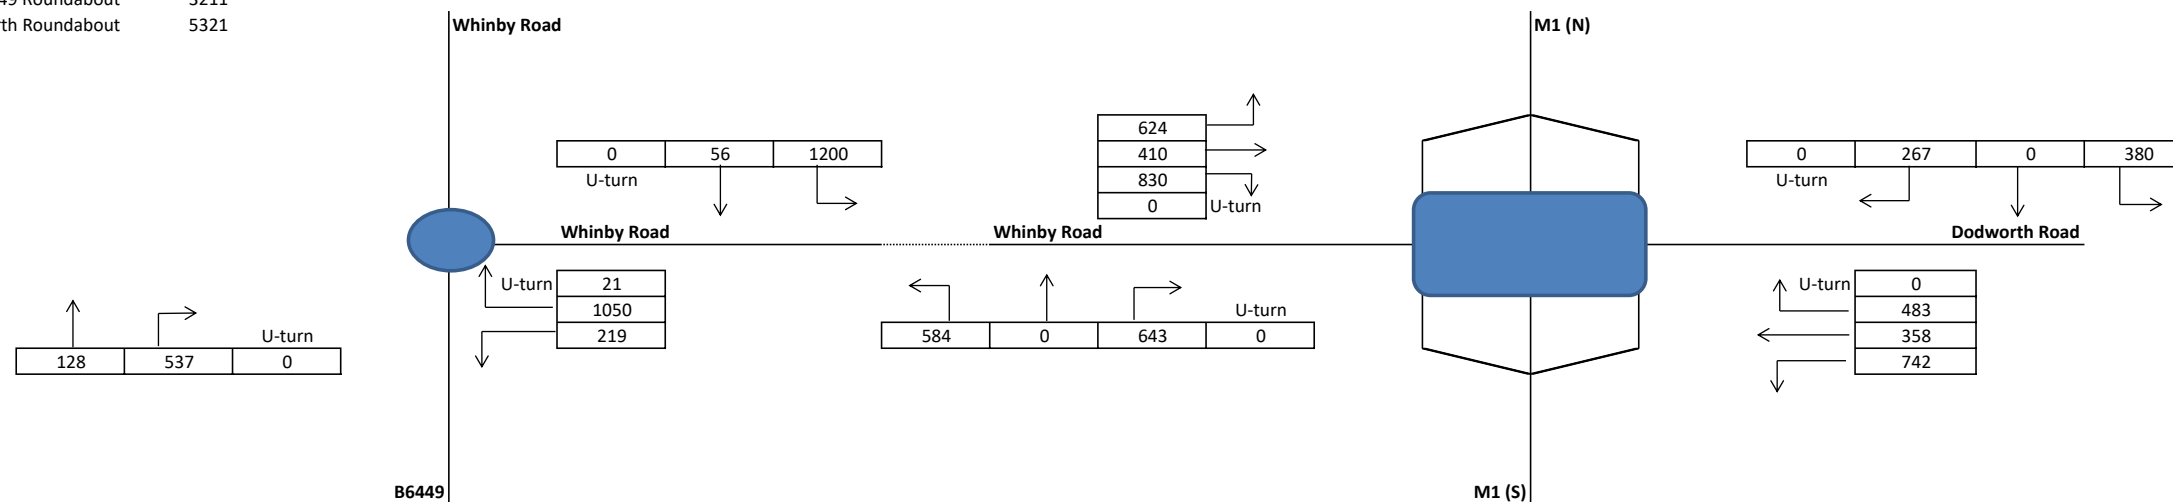 49 Roundabout 3211
th Roundabout 5321
Whinby Road
M1 (N)
624
410
830
0 U-turn
0 56 1200
U-turn
0 267 0 380
U-turn
Whinby Road
Whinby Road
Dodworth Road
U-turn 21
1050
219
U-turn
128 537 0
U-turn
584 0 643 0
U-turn 0
483
358
742
B6449
M1 (S)